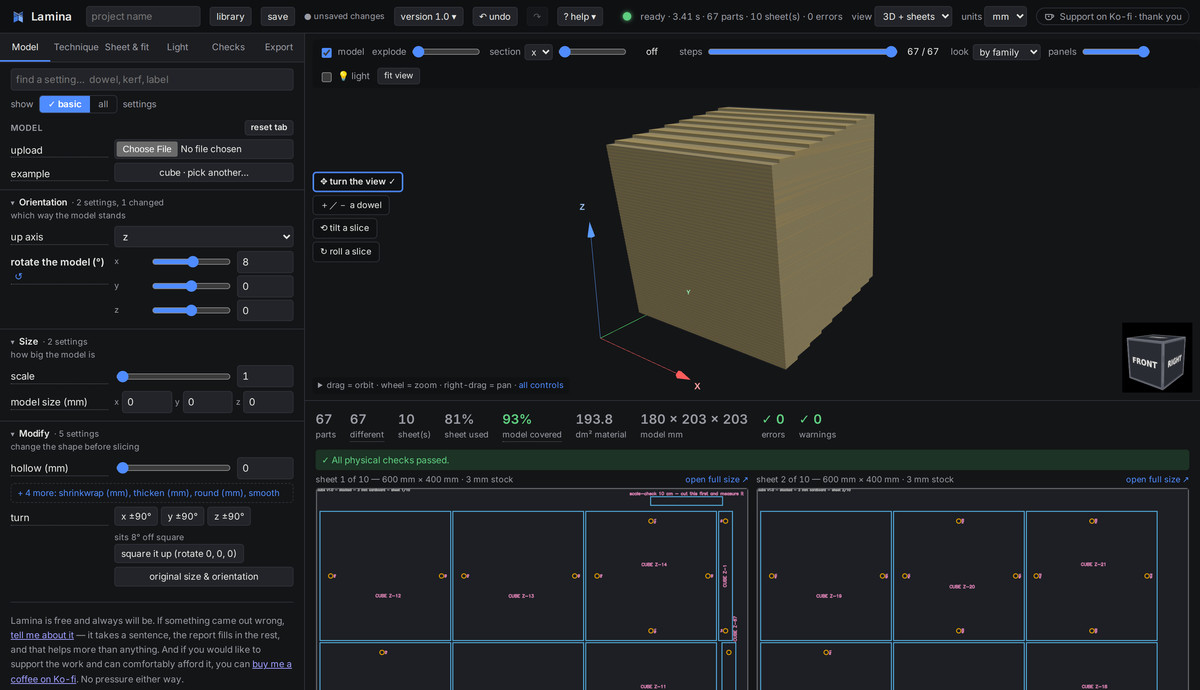 Lamina
project name
library
save
unsaved changes
version 1.0 ▾
↶ undo
↷
? help ▾
ready · 3.41 s · 67 parts · 10 sheet(s) · 0 errors
view
3D + sheets
units
mm
Support on Ko-fi · thank you
Model
Technique
Sheet & fit
Light
Checks
Export
find a setting... dowel, kerf, label
show
✓ basic
all
settings
MODEL
reset tab
upload
Choose File No file chosen
example
cube · pick another...
▾ Orientation · 2 settings, 1 changed
which way the model stands
up axis
z
rotate the model (°)
↺
x
8
y
0
z
0
▾ Size · 2 settings
how big the model is
scale
1
model size (mm)
x 0
y 0
z 0
▾ Modify · 5 settings
change the shape before slicing
hollow (mm)
0
+ 4 more: shrinkwrap (mm), thicken (mm), round (mm), smooth
turn
x ±90°
y ±90°
z ±90°
sits 8° off square
square it up (rotate 0, 0, 0)
original size & orientation
Lamina is free and always will be. If something came out wrong,
tell me about it — it takes a sentence, the report fills in the rest,
and that helps more than anything. And if you would like to
support the work and can comfortably afford it, you can buy me a
coffee on Ko-fi. No pressure either way.
model
explode
section
x
off
steps
67 / 67
look
by family
panels
💡 light
fit view
✥ turn the view ✓
+ ／ − a dowel
⟲ tilt a slice
↻ roll a slice
Z
Y
X
FRONT
RIGHT
▶ drag = orbit · wheel = zoom · right-drag = pan · all controls
67
parts
67
different
10
sheet(s)
81%
sheet used
93%
model covered
193.8
dm² material
180 × 203 × 203
model mm
✓ 0
errors
✓ 0
warnings
✓ All physical checks passed.
sheet 1 of 10 — 600 mm × 400 mm · 3 mm stock
open full size ↗
sheet 2 of 10 — 600 mm × 400 mm · 3 mm stock
open full size ↗
scale-check 10 cm — cut this first and measure it
CUBE Z-12
CUBE Z-13
CUBE Z-14
CUBE Z-1
CUBE Z-67
CUBE Z-11
CUBE Z-19
CUBE Z-20
CUBE Z-21
CUBE Z-18